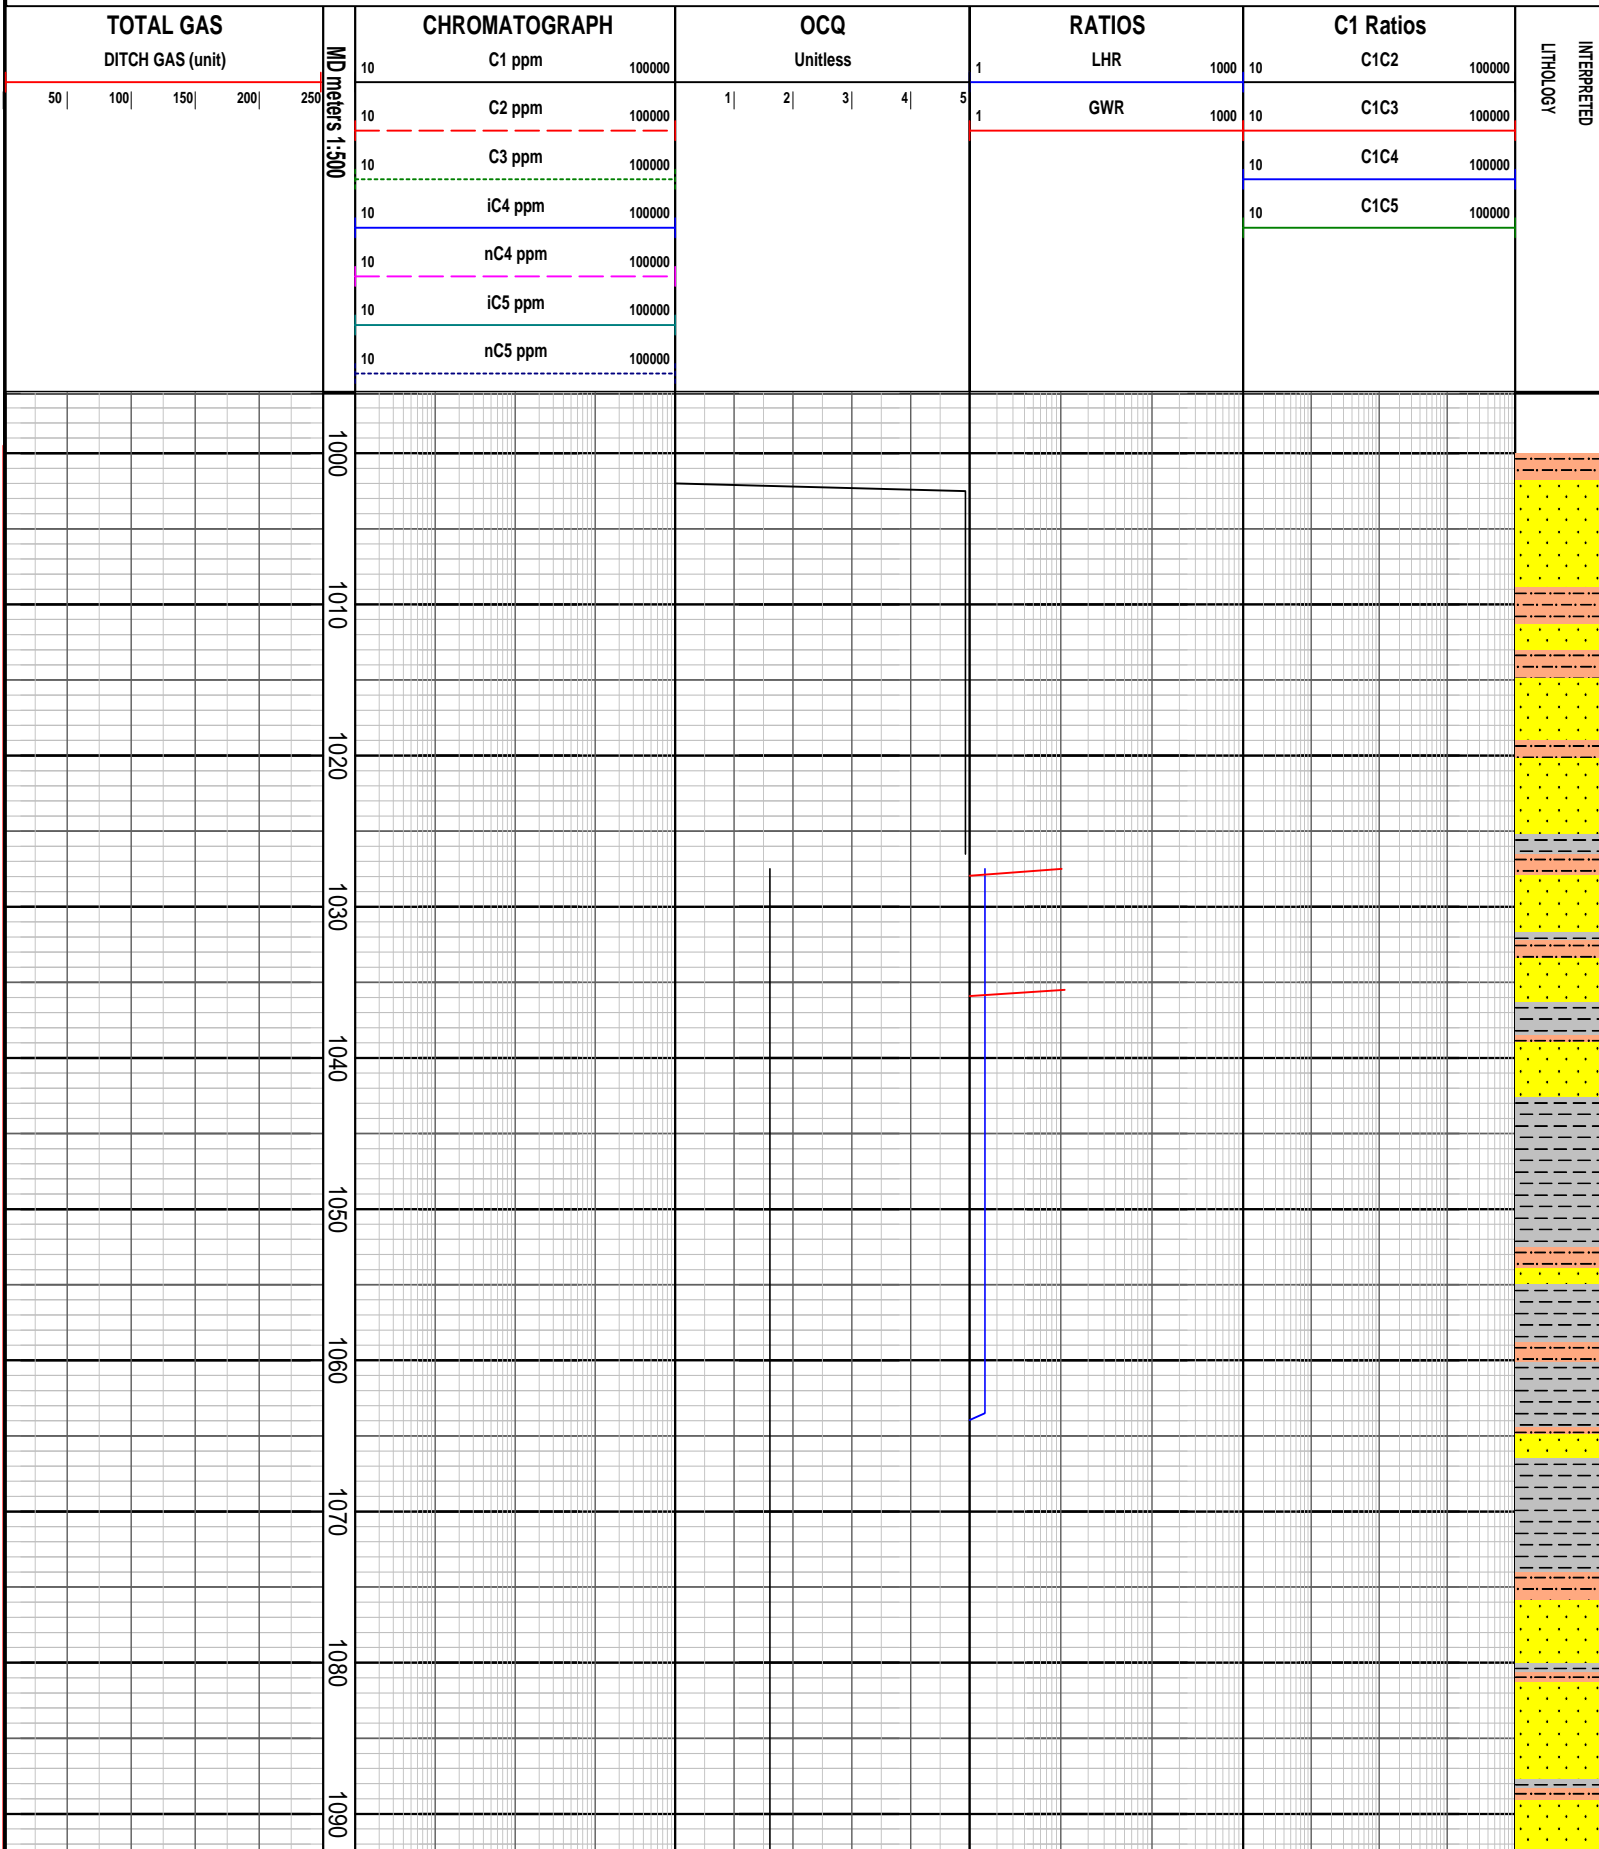 TOTAL GAS
DITCH GAS (unit)
50 100 150 200 250
MD meters 1:500
CHROMATOGRAPH
10 C1 ppm 100000
10 C2 ppm 100000
10 C3 ppm 100000
10 iC4 ppm 100000
10 nC4 ppm 100000
10 iC5 ppm 100000
10 nC5 ppm 100000
OCQ
Unitless
1 2 3 4 5
RATIOS
1 LHR 1000
1 GWR 1000
C1 Ratios
10 C1C2 100000
10 C1C3 100000
10 C1C4 100000
10 C1C5 100000
INTERPRETED
LITHOLOGY
1000
1010
1020
1030
1040
1050
1060
1070
1080
1090